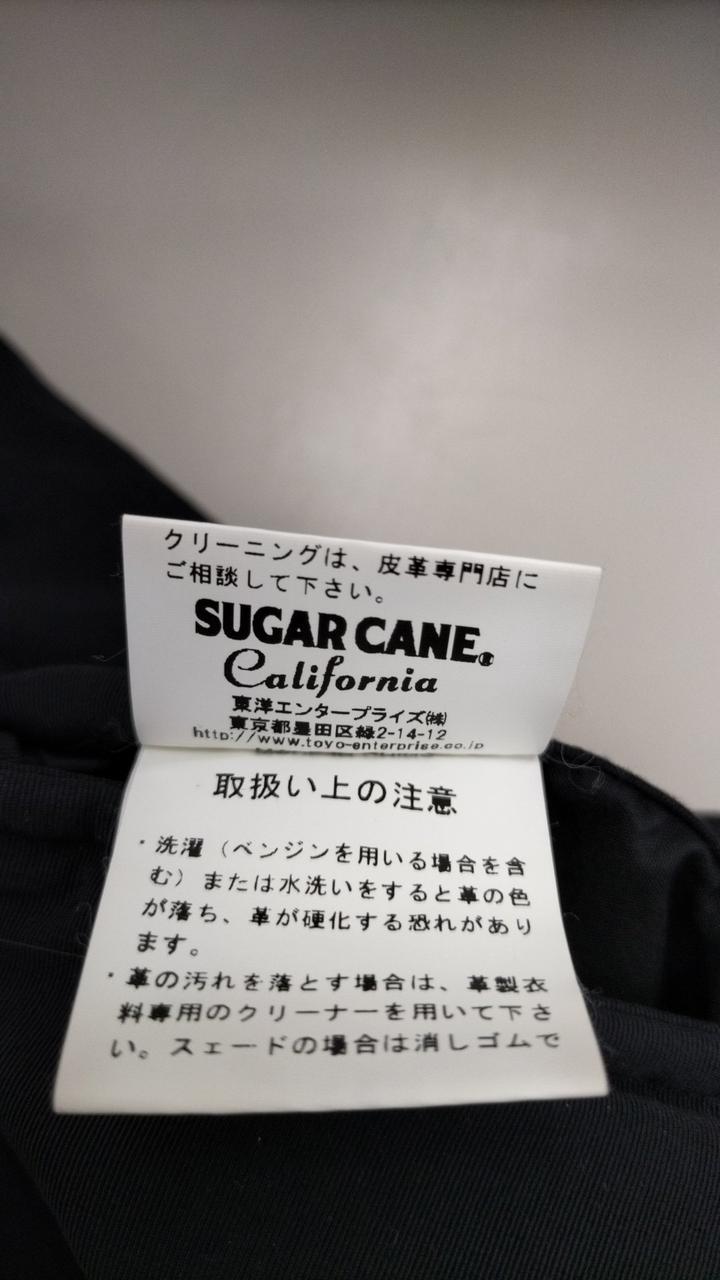 クリーニングは、皮革専門店に
ご相談して下さい。
SUGAR CANE®
California
東洋エンタープライズ㈱
東京都墨田区緑2-14-12
http://www.toyo-enterprise.co.jp
取扱い上の注意
・洗濯（ベンジンを用いる場合を含
む）または水洗いをすると革の色
が落ち、革が硬化する恐れがあり
ます。
・革の汚れを落とす場合は、革製衣
料専用のクリーナーを用いて下さ
い。スェードの場合は消しゴムで